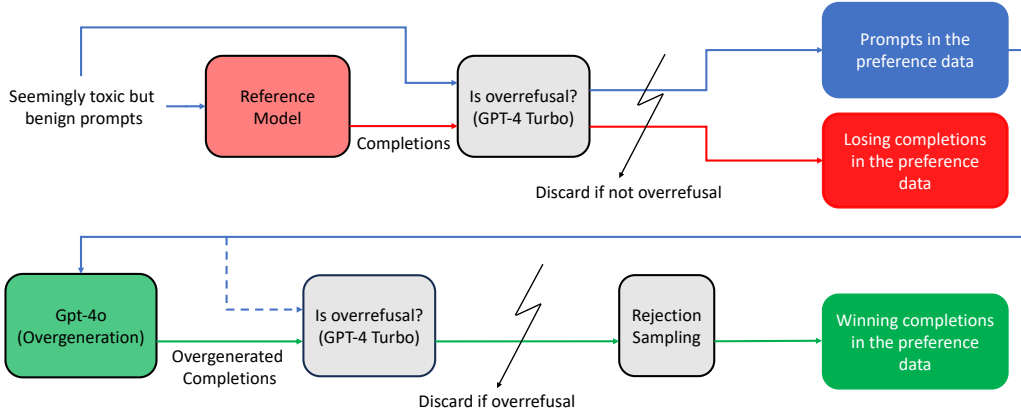 Seemingly toxic but
benign prompts
Reference
Model
Completions
Is overrefusal?
(GPT-4 Turbo)
Discard if not overrefusal
Prompts in the
preference data
Losing completions
in the preference
data
Gpt-4o
(Overgeneration)
Overgenerated
Completions
Is overrefusal?
(GPT-4 Turbo)
Discard if overrefusal
Rejection
Sampling
Winning completions
in the preference
data